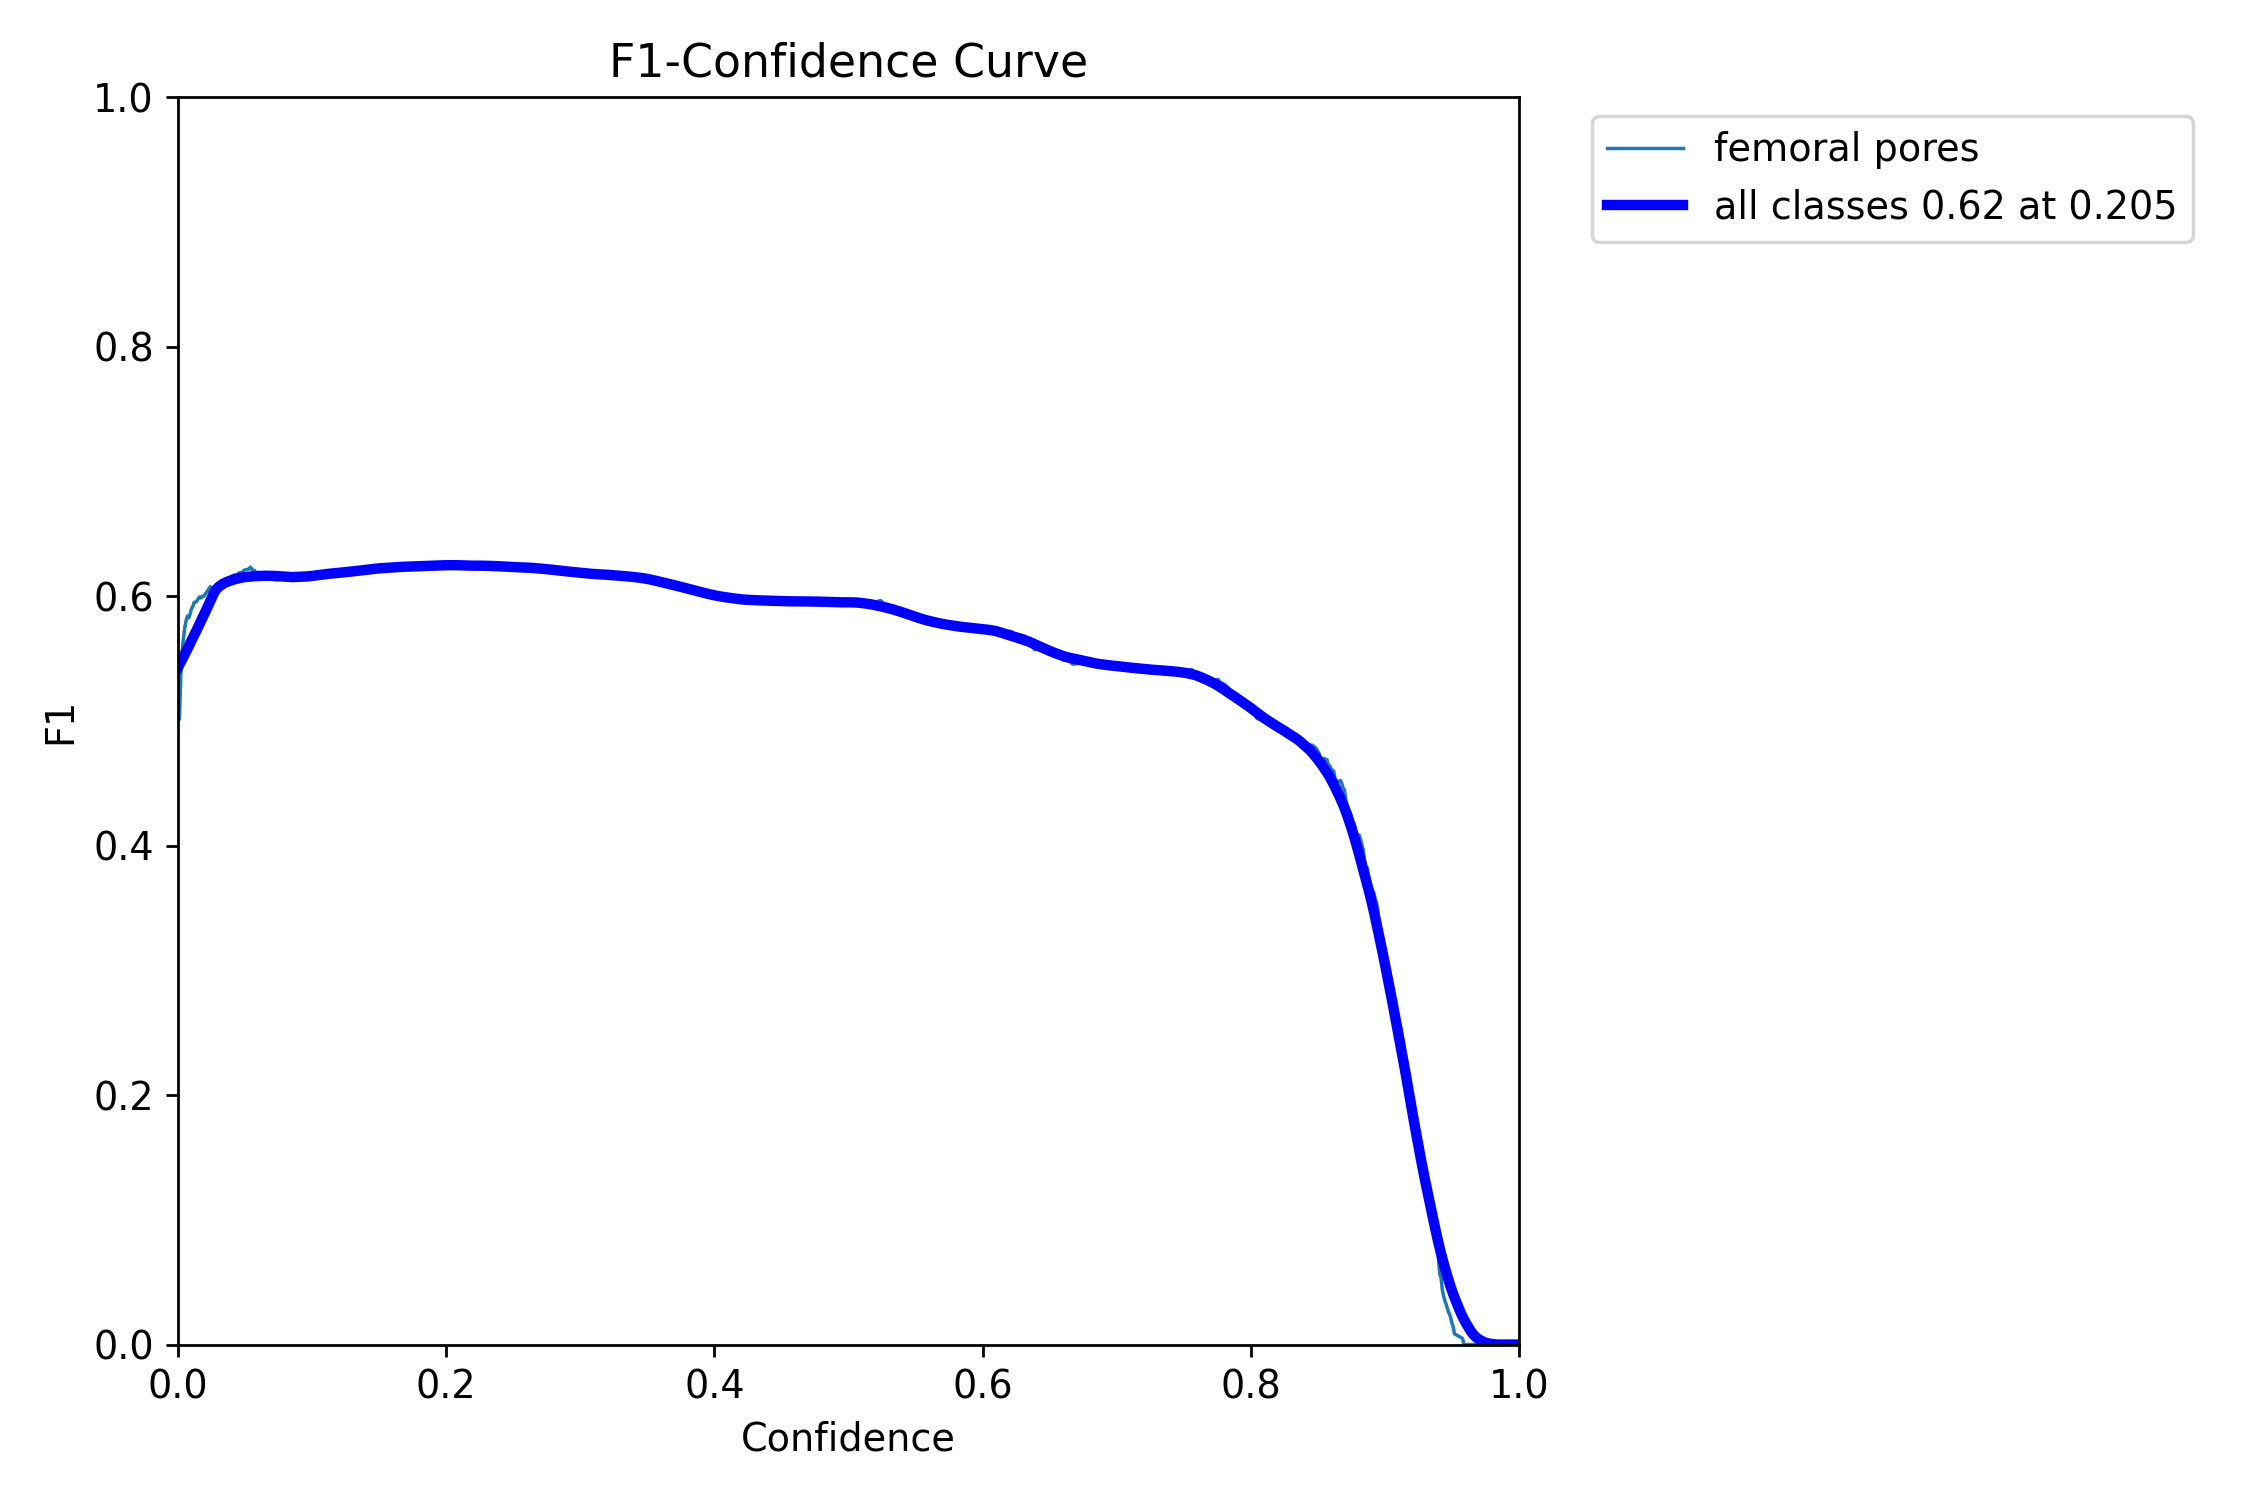 F1-Confidence Curve
1.0
0.8
0.6
0.4
0.2
0.0
F1
0.0 0.2 0.4 0.6 0.8 1.0
Confidence
femoral pores
all classes 0.62 at 0.205